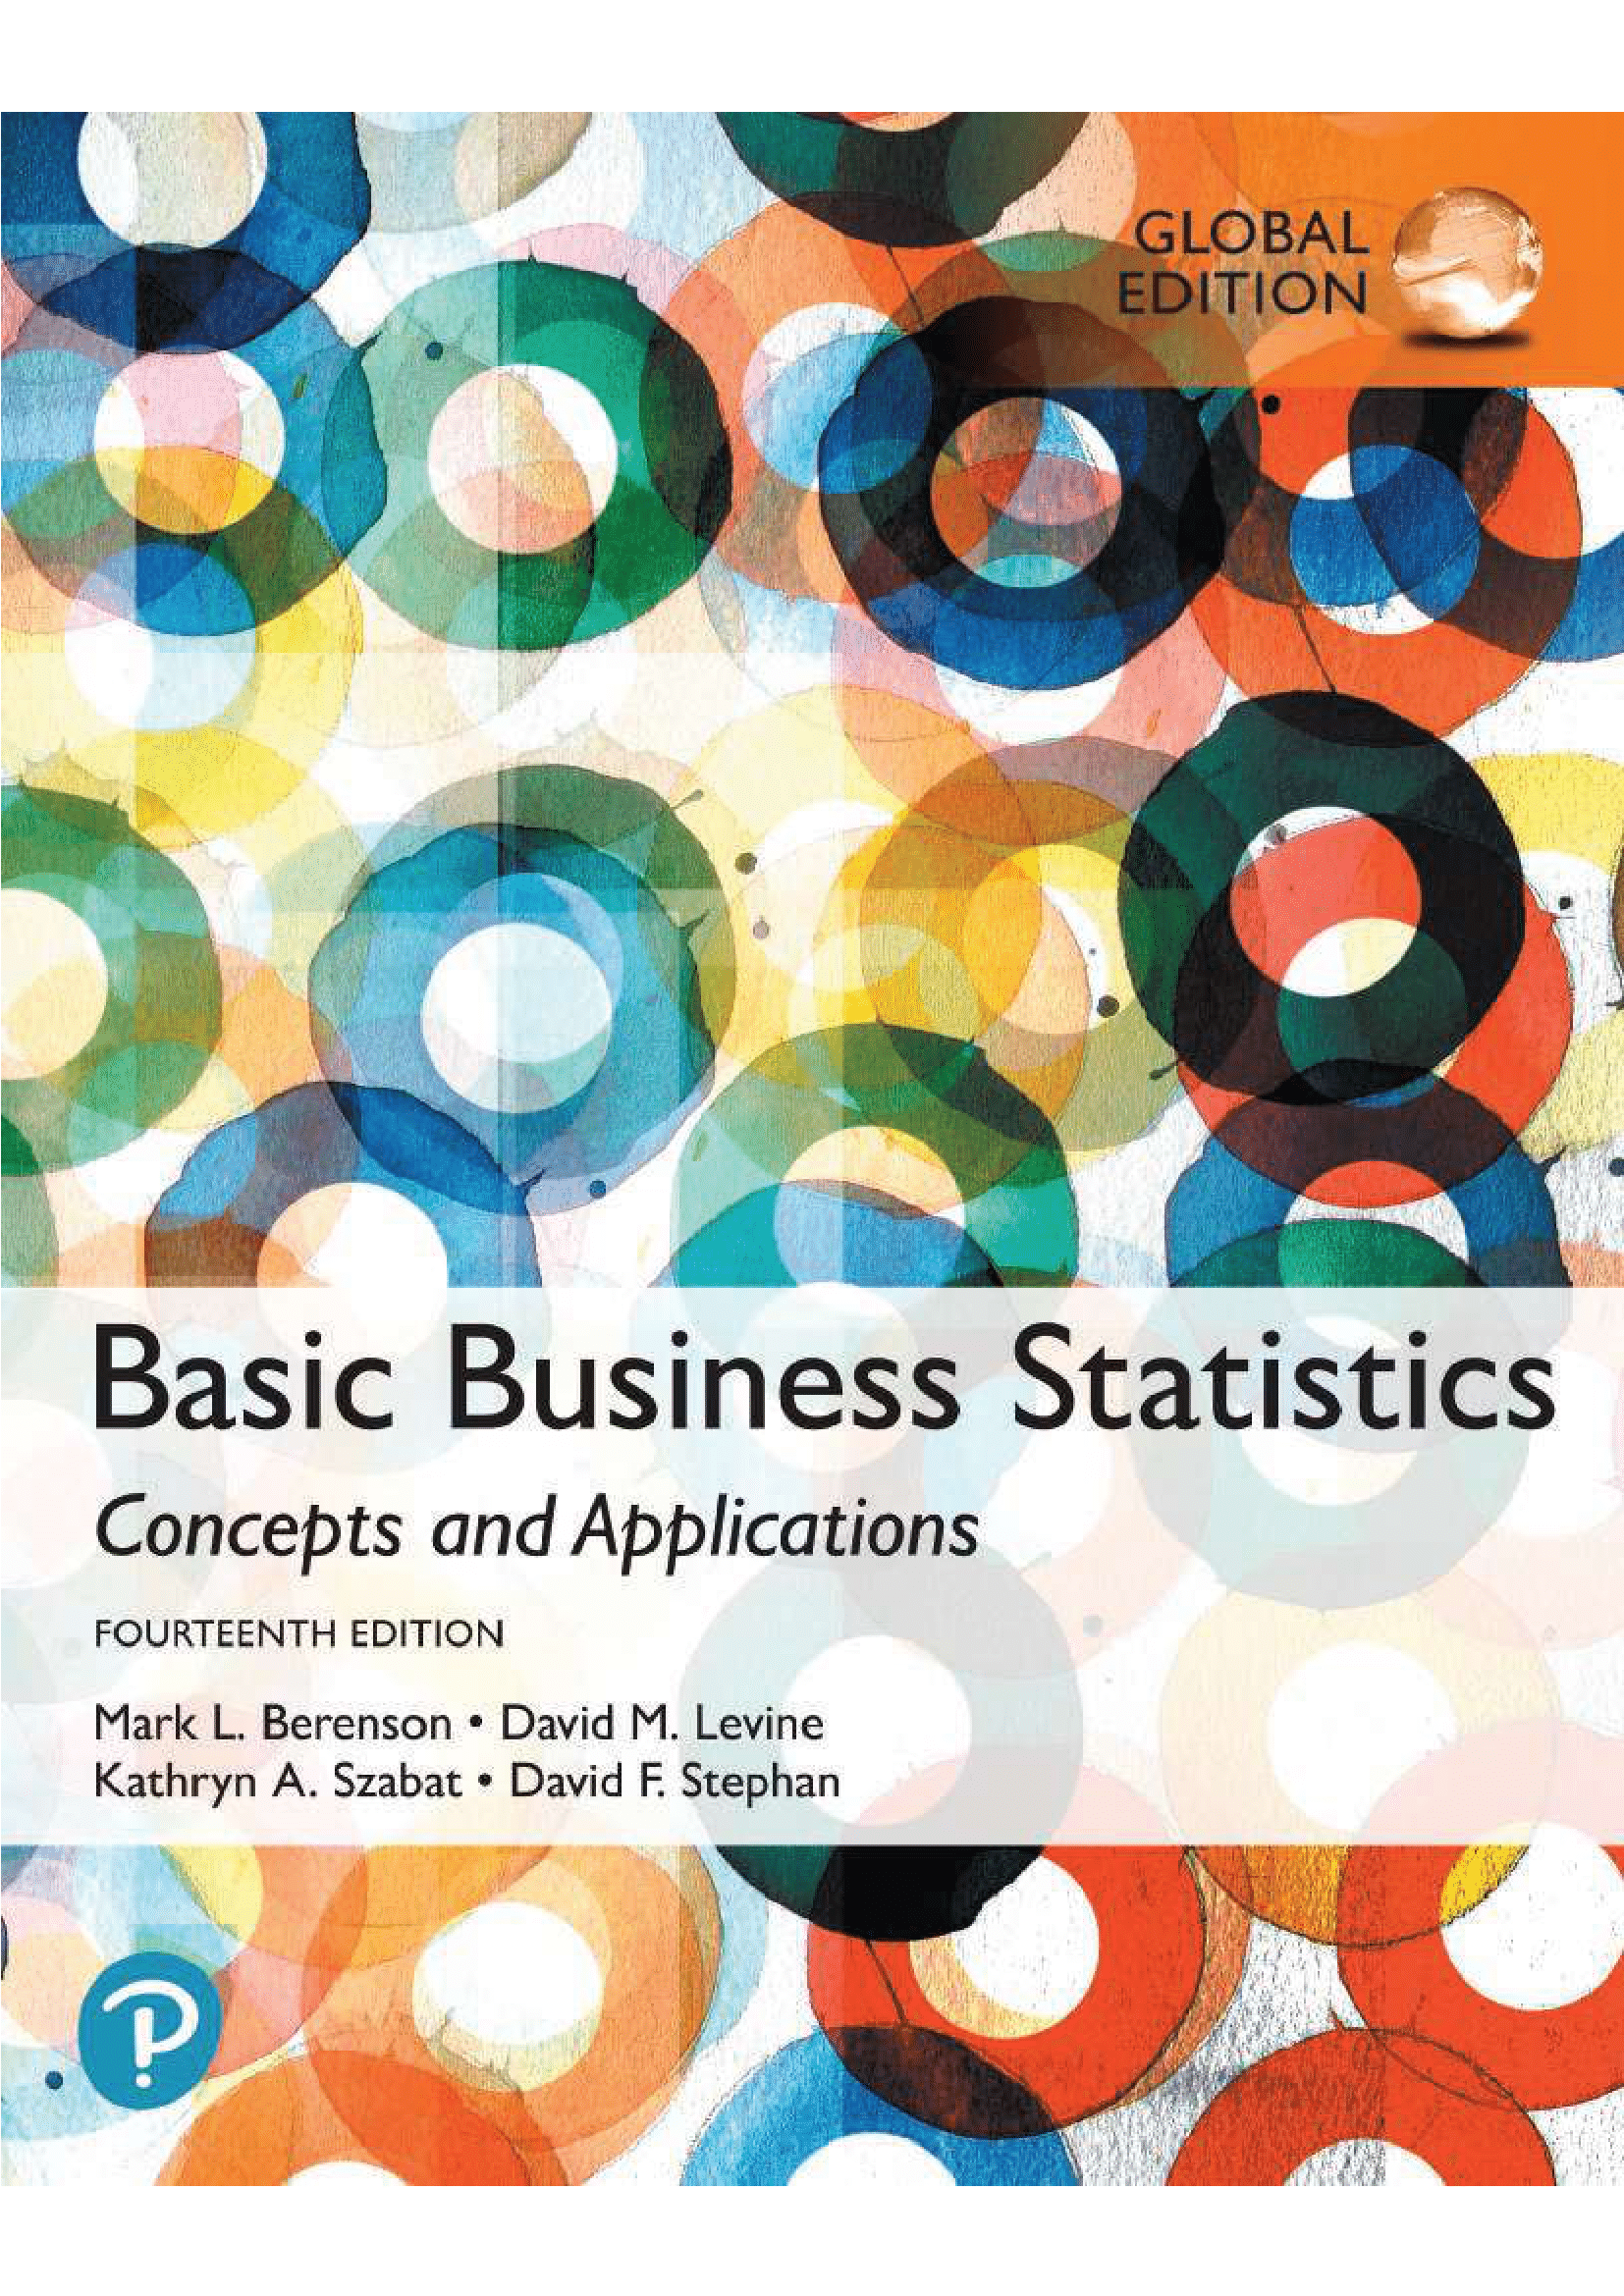 GLOBAL
EDITION
Basic Business Statistics
Concepts and Applications
FOURTEENTH EDITION
Mark L. Berenson • David M. Levine
Kathryn A. Szabat • David F. Stephan
P